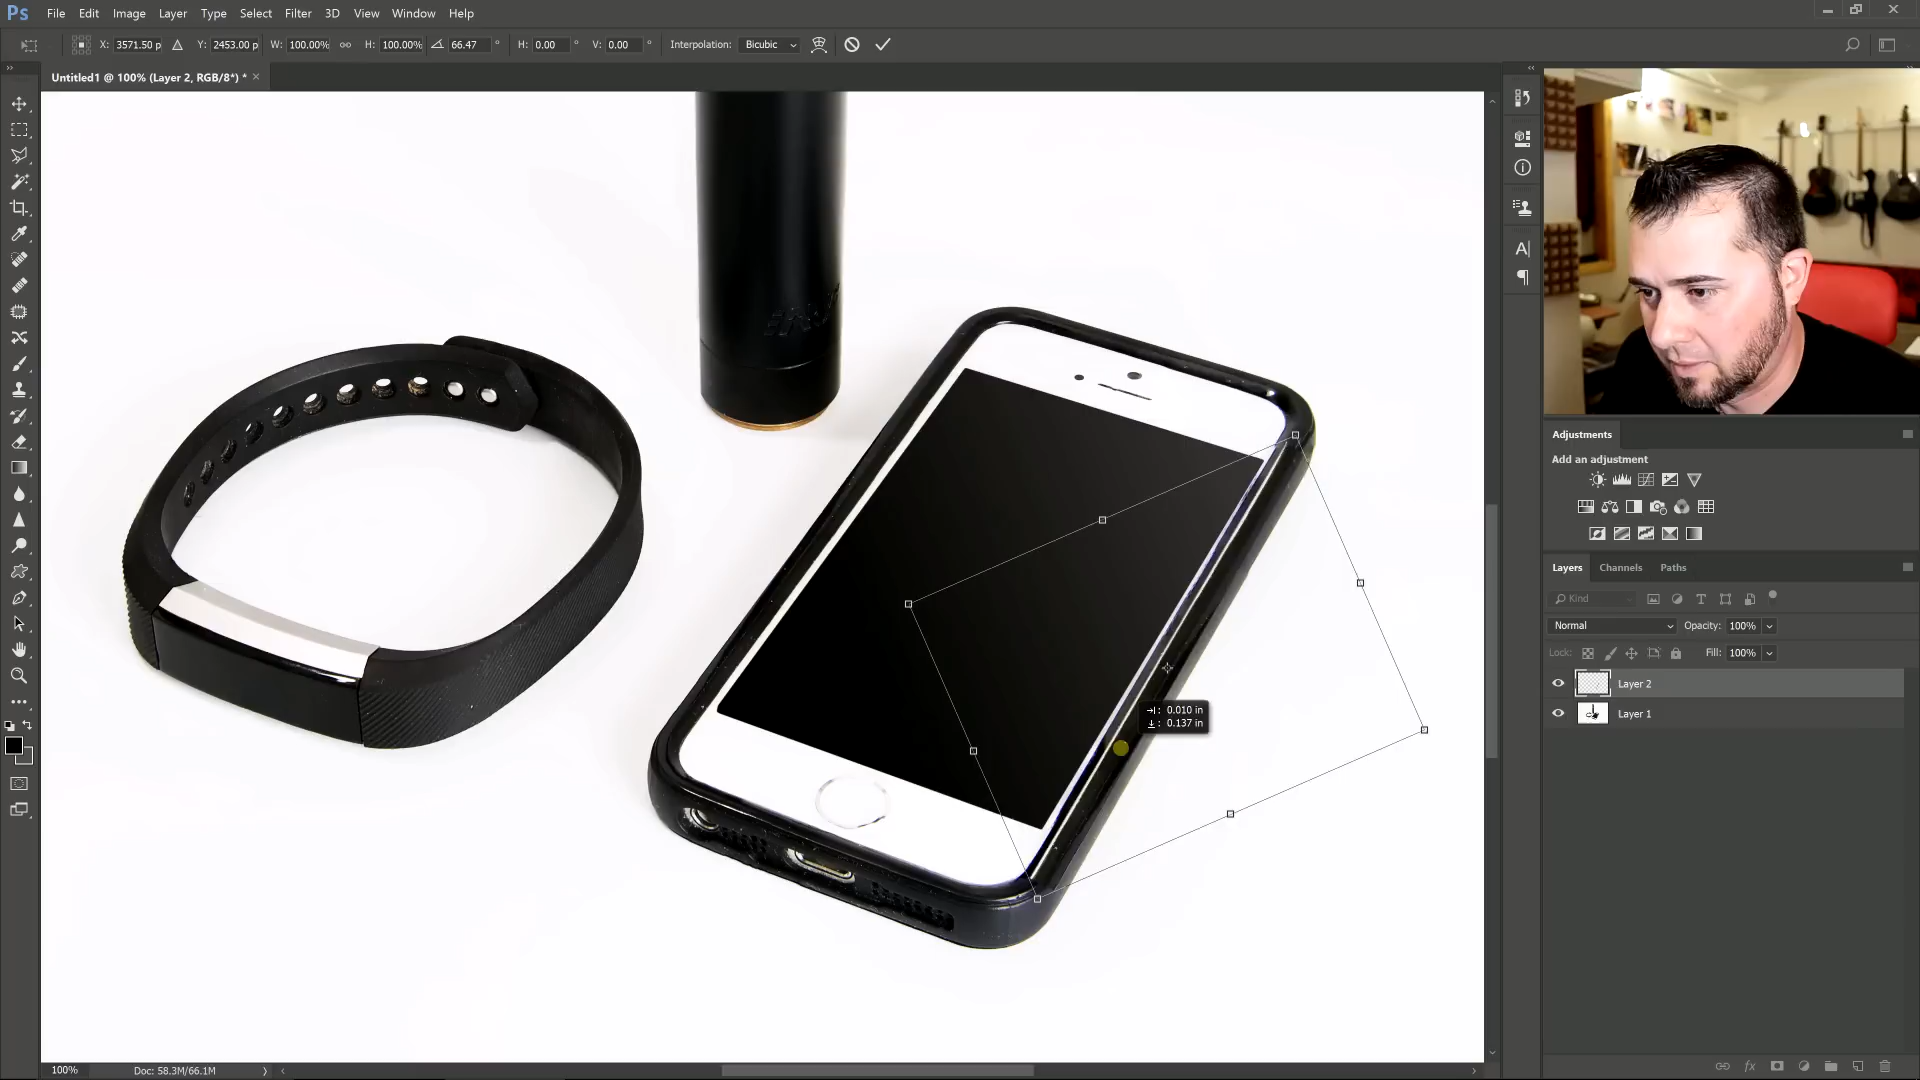 Ps File Edit Image Layer Type Select Filter 3D View Window Help
X: 3571.50 p Y: 2453.00 p W: 100.00% H: 100.00% 66.47 ° H: 0.00 ° V: 0.00 ° Interpolation: Bicubic
Untitled1 @ 100% (Layer 2, RGB/8*) * ×
: 0.010 in
: 0.137 in
Adjustments
Add an adjustment
Layers Channels Paths
Kind
Normal Opacity: 100%
Lock: Fill: 100%
Layer 2
Layer 1
100% Doc: 58.3M/66.1M